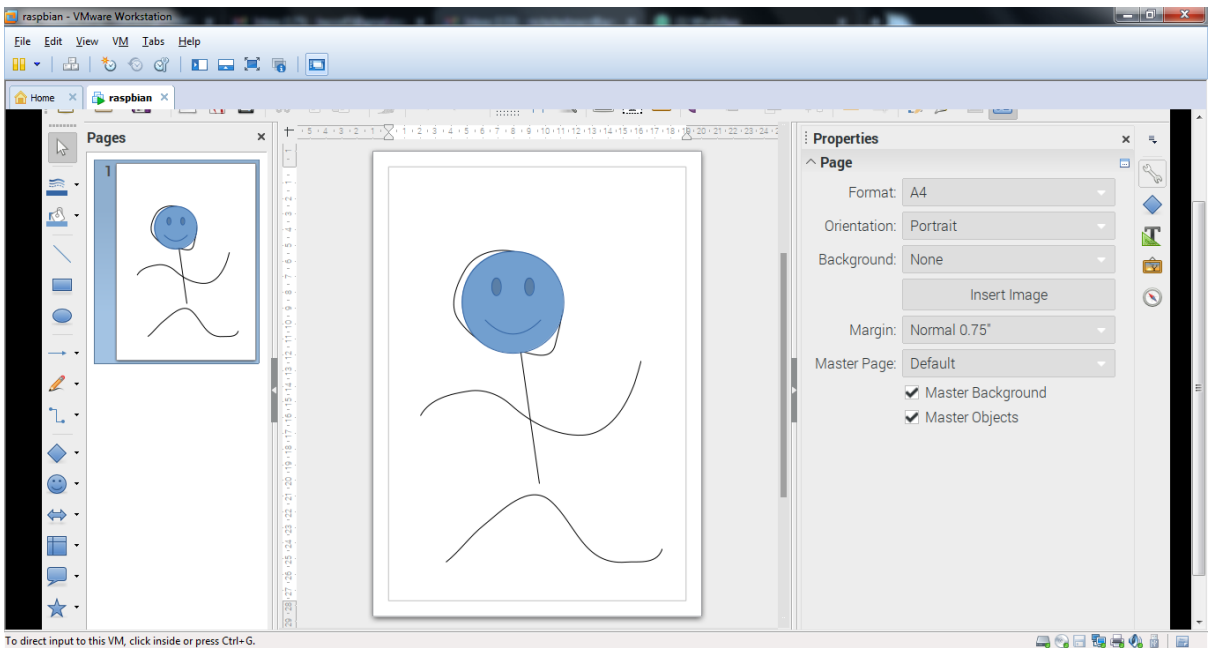 raspbian - VMware Workstation
File Edit View VM Tabs Help
Home raspbian
Pages
1
Properties
Page
Format: A4
Orientation: Portrait
Background: None
Insert Image
Margin: Normal 0.75"
Master Page: Default
Master Background
Master Objects
To direct input to this VM, click inside or press Ctrl+G.